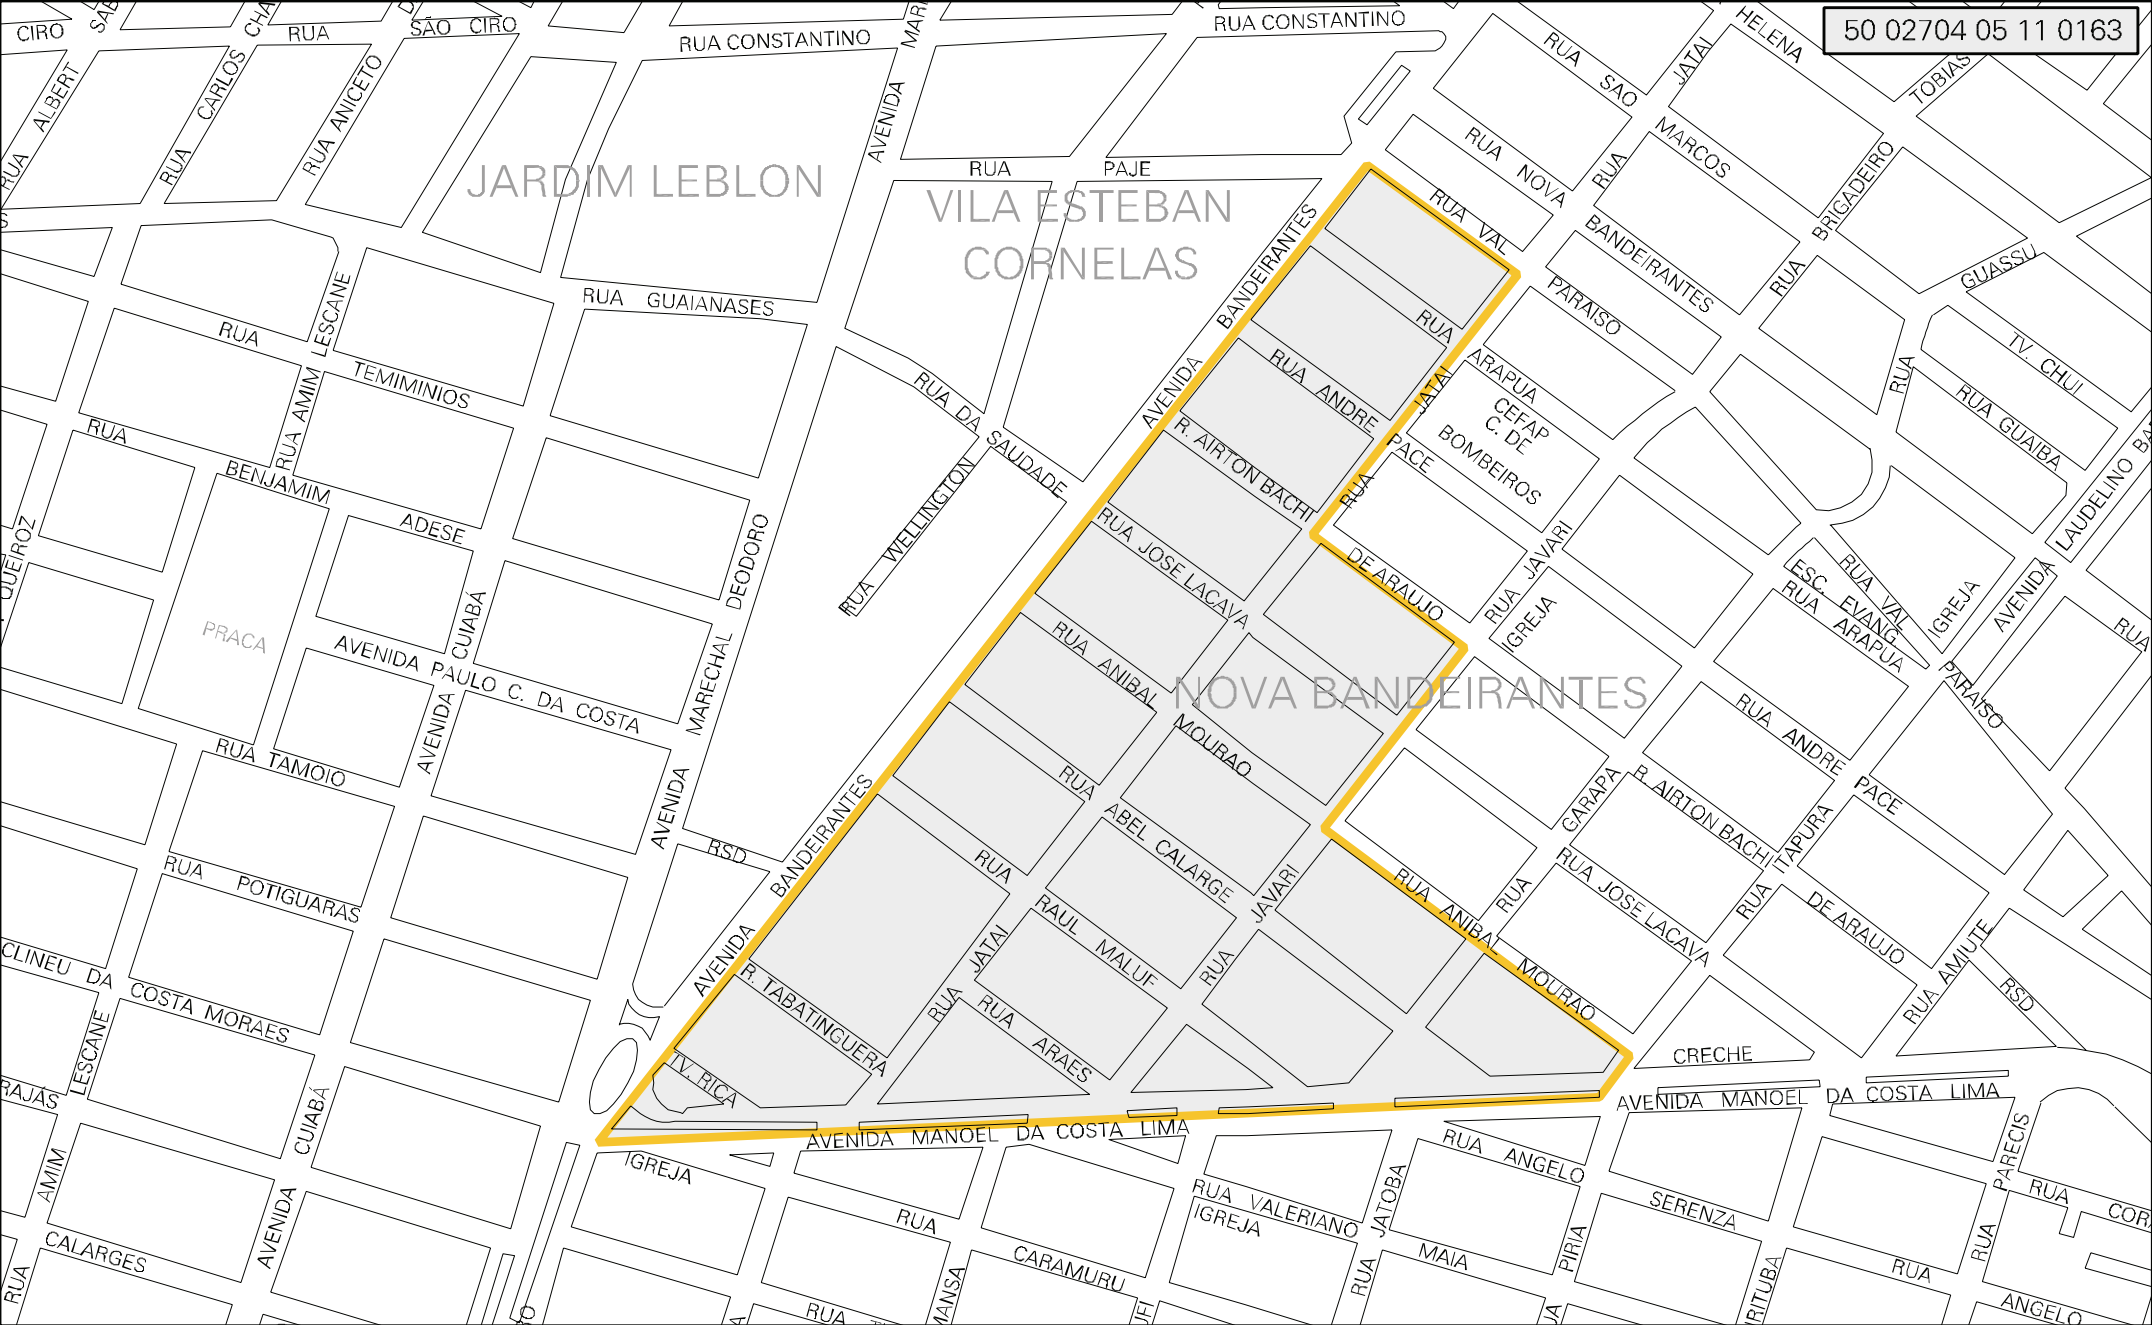 50 02704 05 11 0163
CIRO
RUA
SÃO CIRO
RUA CONSTANTINO
RUA CONSTANTINO
HELENA
RUA SAO
MARCOS
JATAI
RUA
TOBIAS
ALBERT
RUA
RUA CARLOS
RUA ANICETO
AVENIDA
JARDIM LEBLON
RUA PAJE
VILA ESTEBAN
CORNELAS
RUA NOVA
BANDEIRANTES
RUA VAL
PARAISO
RUA
BRIGADEIRO
GUASSU
TV. CHUI
RUA
RUA GUAIBA
LAUDELINO
AVENIDA
RUA GUAIANASES
RUA
TEMIMINIOS
RUA AMIM LESCANE
RUA
BENJAMIM
ADESE
RUA DA SAUDADE
RUA WELLINGTON
AVENIDA BANDEIRANTES
RUA
ARAPUA
RUA ANDRE
PACE
RUA JATAI
CEFAP
C. DE
BOMBEIROS
R. AIRTON BACHI
DE ARAUJO
RUA JOSE LACAVA
RUA JAVARI
IGREJA
ESC. EVANG.
RUA VAL
PARAISO
RUA ARAPUA
IGREJA
RUA
QUEIROZ
PRACA
CUIABÁ
AVENIDA
AVENIDA PAULO C. DA COSTA
MARECHAL DEODORO
AVENIDA
RUA TAMOIO
RUA ANIBAL
MOURAO
NOVA BANDEIRANTES
RUA ANDRE
PACE
R. AIRTON BACHI
DE ARAUJO
RUA GARAPA
RUA ITAPURA
RUA JOSE LACAVA
RUA AMIUTE
RSD
RUA
ABEL CALARGE
RUA
RAUL MALUF
RUA JAVARI
RUA ANIBAL
MOURAO
RSD
AVENIDA BANDEIRANTES
RUA POTIGUARAS
CLINEU DA
COSTA MORAES
LESCANE
AMIM
RUA
RAJÁS
CUIABÁ
AVENIDA
R. TABATINGUERA
RUA JATAI
RUA ARAES
TV. RICA
CRECHE
AVENIDA MANOEL DA COSTA LIMA
AVENIDA MANOEL DA COSTA LIMA
IGREJA
RUA
CARAMURU
RUA VALERIANO
IGREJA
MAIA
RUA JATOBA
RUA ANGELO
SERENZA
PIRIA
RUA PARECIS
RUA
RUA
ANGELO
CALARGES
RUA
MANSA